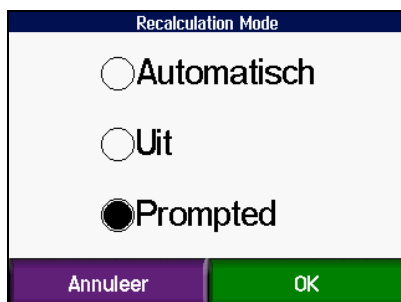 Recalculation Mode
Automatisch
Uit
Prompted
Annuleer OK